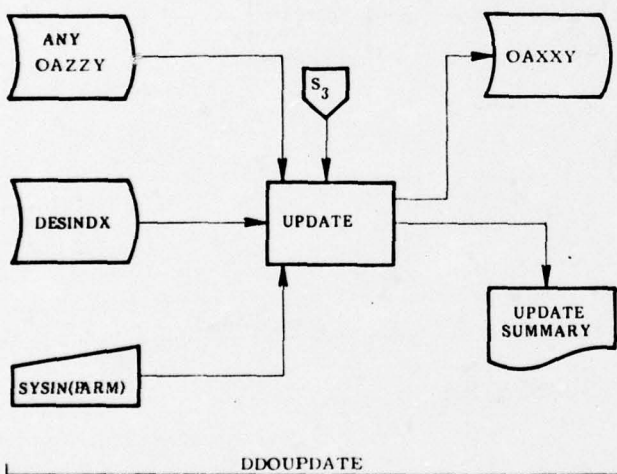 ANY
OAZZY
S3
OAXXY
DESINDX
UPDATE
UPDATE
SUMMARY
SYSIN(PARM)
DDOUPDATE